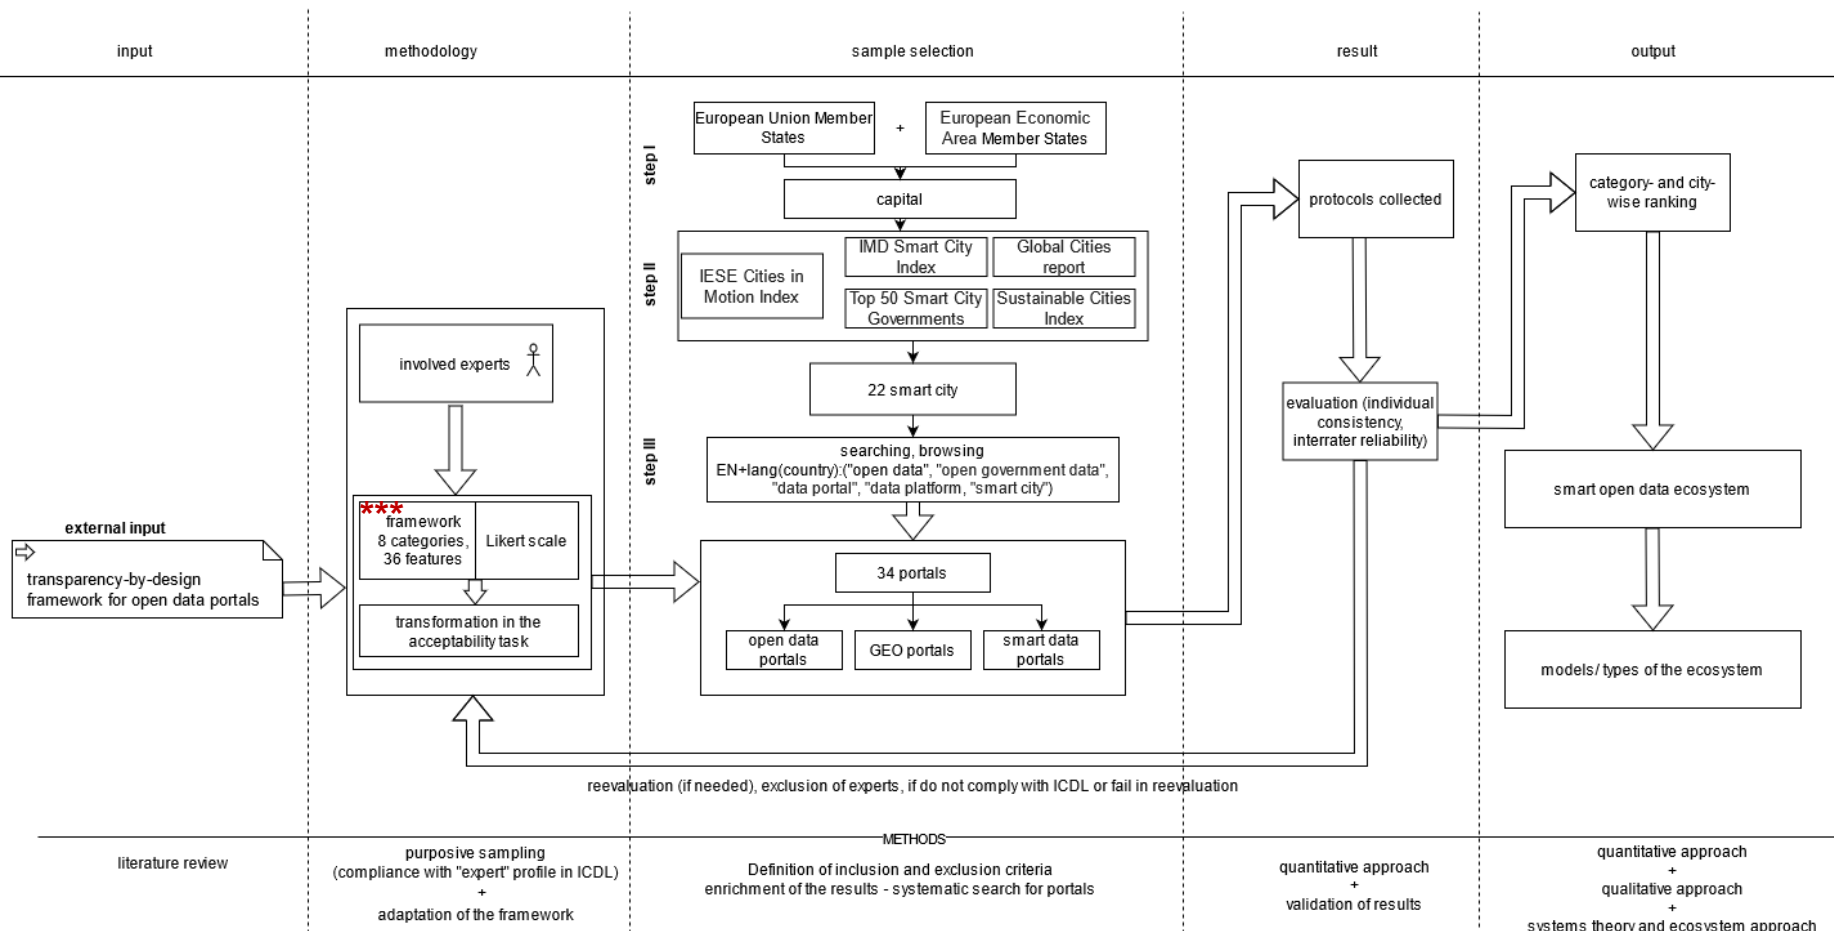 input
methodology
sample selection
result
output
external input
transparency-by-design
framework for open data portals
involved experts
***
framework
8 categories,
36 features
Likert scale
transformation in the
acceptability task
step I
European Union Member
States
+
European Economic
Area Member States
capital
step II
IESE Cities in
Motion Index
IMD Smart City
Index
Global Cities
report
Top 50 Smart City
Governments
Sustainable Cities
Index
22 smart city
step III
searching, browsing
EN+lang(country):("open data", "open government data",
"data portal", "data platform, "smart city")
34 portals
open data
portals
GEO portals
smart data
portals
protocols collected
evaluation (individual
consistency,
interrater reliability)
category- and city-
wise ranking
smart open data ecosystem
models/ types of the ecosystem
reevaluation (if needed), exclusion of experts, if do not comply with ICDL or fail in reevaluation
METHODS
literature review
purposive sampling
(compliance with "expert" profile in ICDL)
+
adaptation of the framework
Definition of inclusion and exclusion criteria
enrichment of the results - systematic search for portals
quantitative approach
+
validation of results
quantitative approach
+
qualitative approach
+
systems theory and ecosystem approach